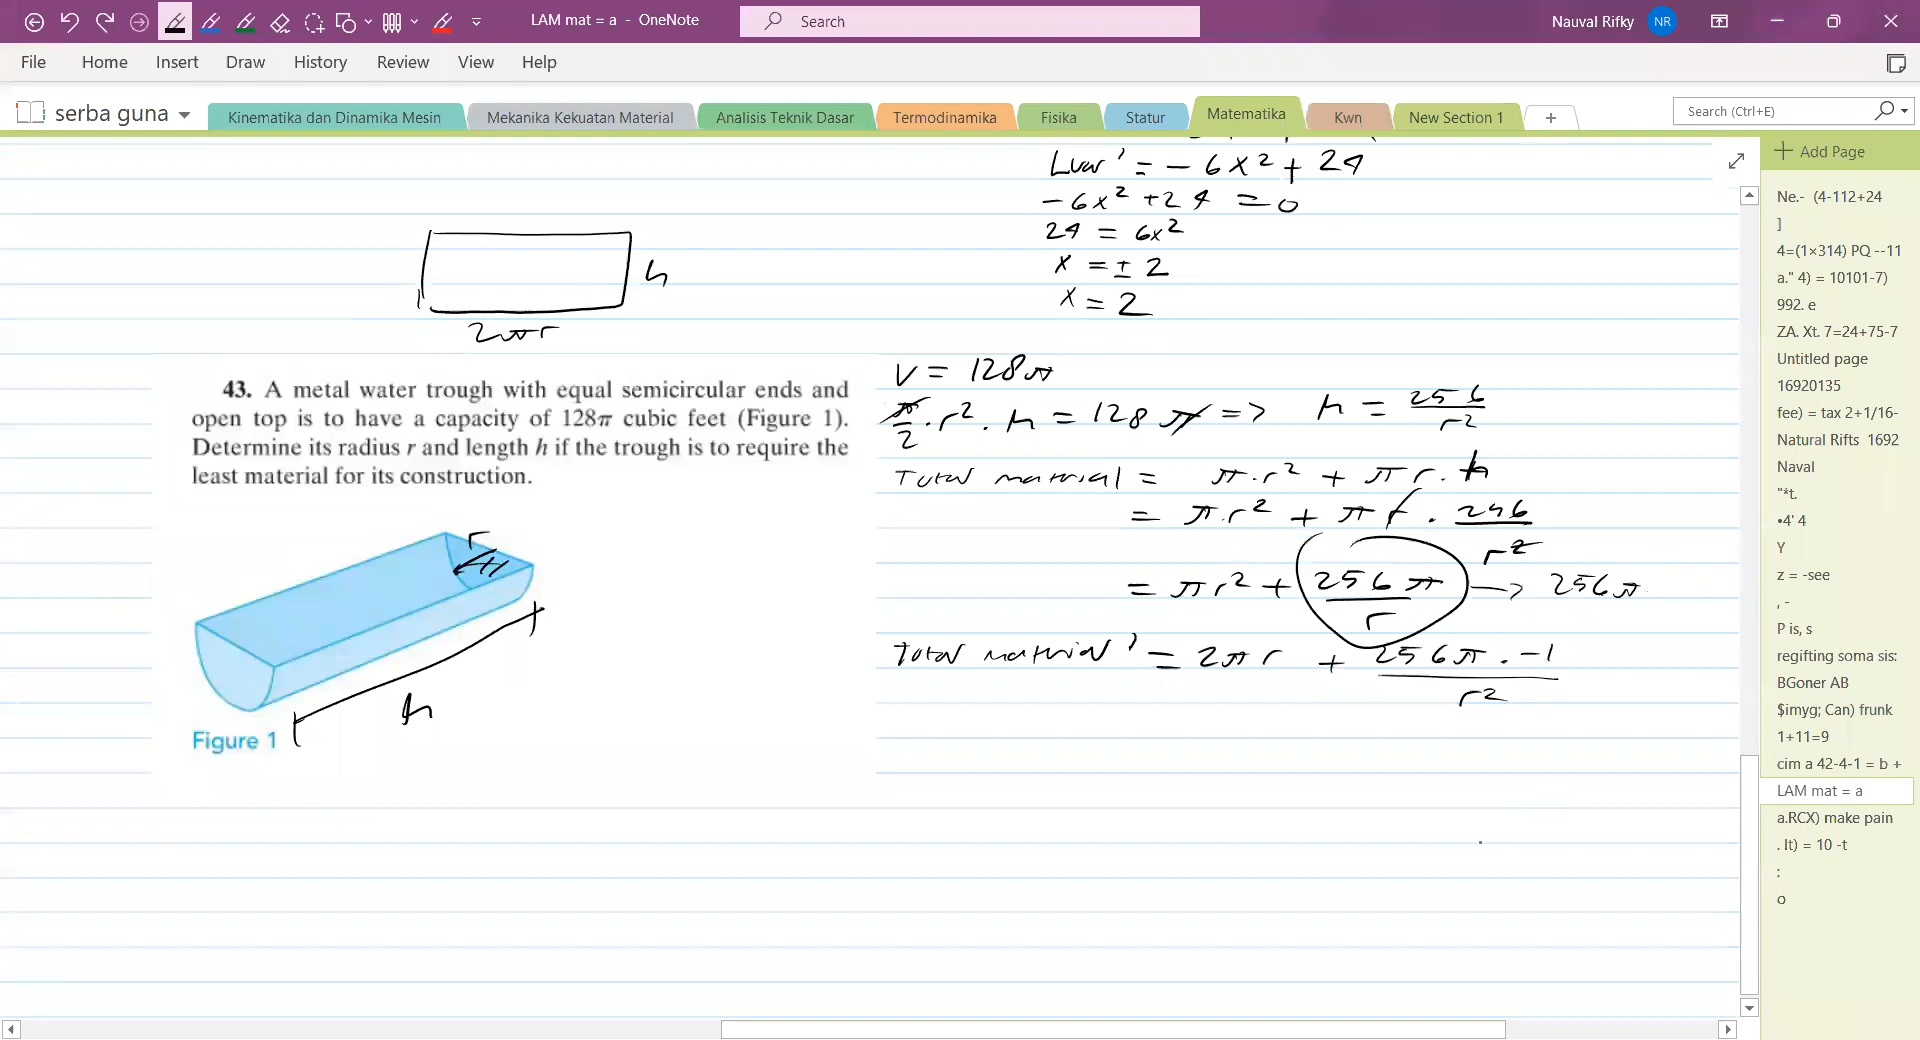 LAM mat = a - OneNote
Search
Nauval Rifky
NR
File Home Insert Draw History Review View Help
serba guna
Kinematika dan Dinamika Mesin
Mekanika Kekuatan Material
Analisis Teknik Dasar
Termodinamika
Fisika
Statur
Matematika
Kwn
New Section 1
+
Search (Ctrl+E)
Luar' = -6x² + 24
-6x² + 24 = 0
24 = 6x²
x = ± 2
x = 2
h
2πr
43. A metal water trough with equal semicircular ends and
open top is to have a capacity of 128π cubic feet (Figure 1).
Determine its radius r and length h if the trough is to require the
least material for its construction.
r
h
Figure 1
V = 128π
π/2 · r² · h = 128 π => h = 256/r²
Total material = π·r² + πr·h
= π·r² + πr · 256/r²
= πr² + 256π/r → 256π
Total material' = 2πr + 256π·-1/r²
Add Page
Ne.- (4-112+24
]
4=(1×314) PQ --11
a." 4) = 10101-7)
992. e
ZA. Xt. 7=24+75-7
Untitled page
16920135
fee) = tax 2+1/16-
Natural Rifts 1692
Naval
"*t.
•4' 4
Y
z = -see
, -
P is, s
regifting soma sis:
BGoner AB
$imyg; Can) frunk
1+11=9
cim a 42-4-1 = b +
LAM mat = a
a.RCX) make pain
. It) = 10 -t
:
o